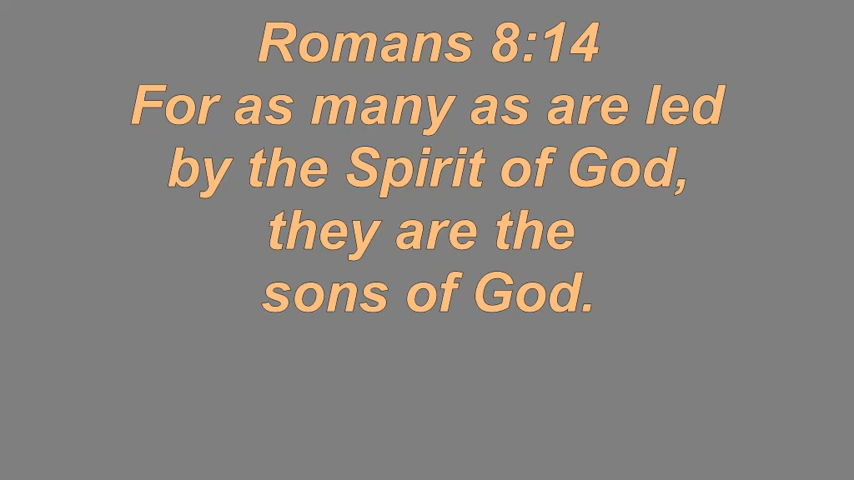 Romans 8:14
For as many as are led
by the Spirit of God,
they are the
sons of God.